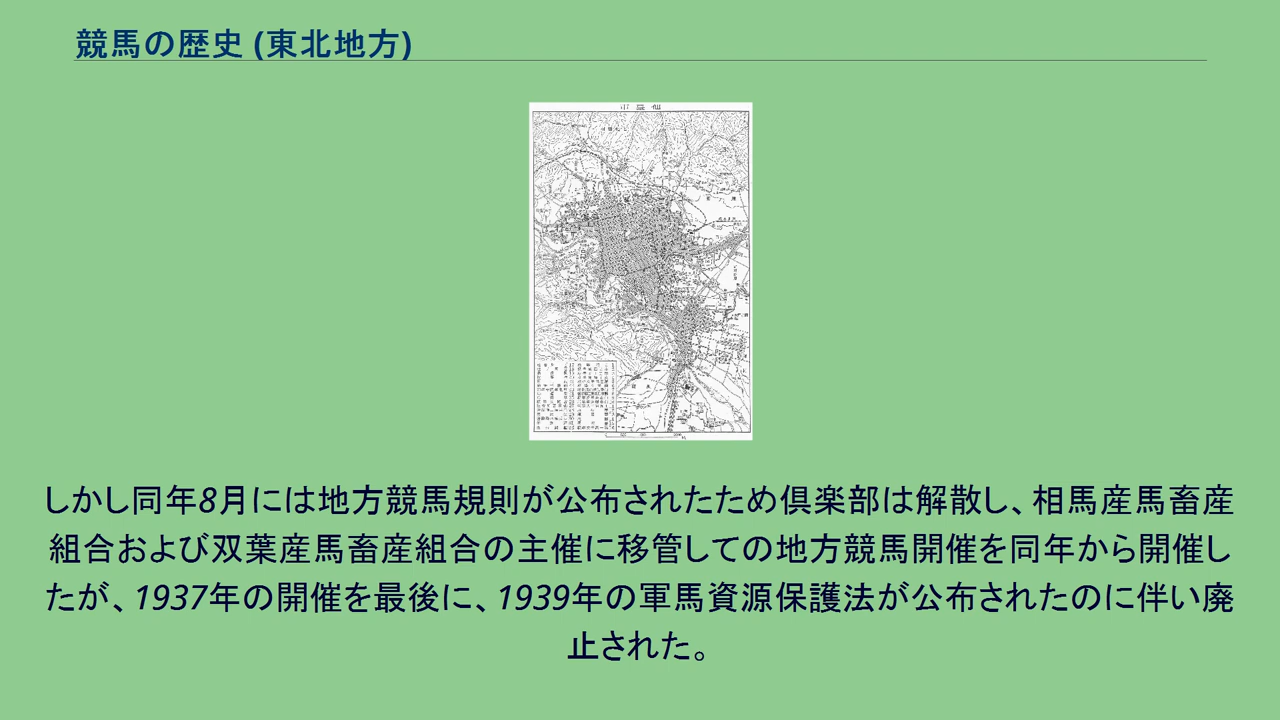 競馬の歴史 (東北地方)
市臺仙
しかし同年8月には地方競馬規則が公布されたため倶楽部は解散し、相馬産馬畜産
組合および双葉産馬畜産組合の主催に移管しての地方競馬開催を同年から開催し
たが、1937年の開催を最後に、1939年の軍馬資源保護法が公布されたのに伴い廃
止された。